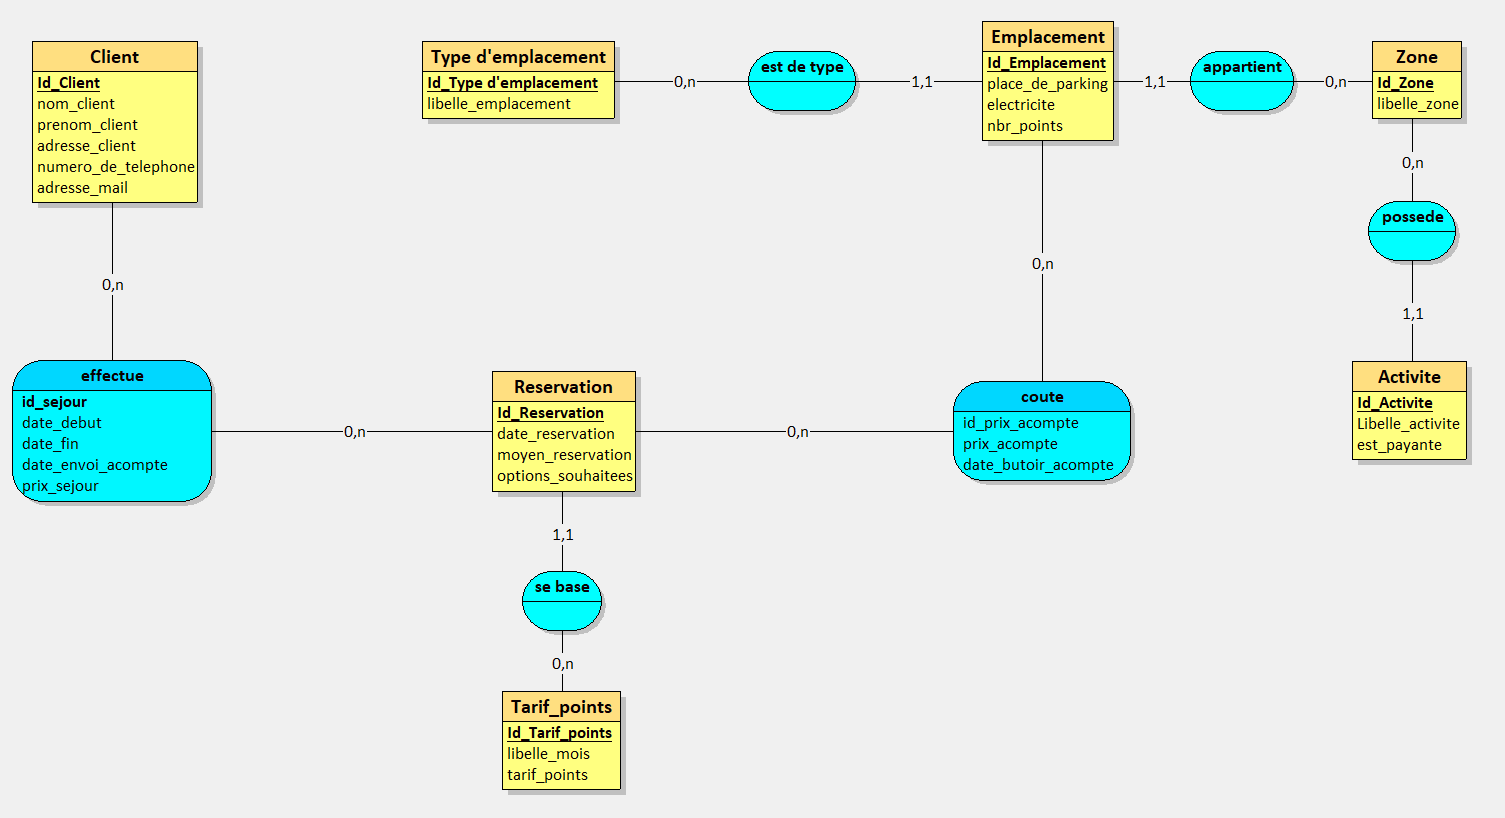 Client
Id_Client
nom_client
prenom_client
adresse_client
numero_de_telephone
adresse_mail
0,n
effectue
id_sejour
date_debut
date_fin
date_envoi_acompte
prix_sejour
0,n
Type d'emplacement
Id_Type d'emplacement
libelle_emplacement
0,n
est de type
1,1
Emplacement
Id_Emplacement
place_de_parking
electricite
nbr_points
1,1
appartient
0,n
Zone
Id_Zone
libelle_zone
0,n
possede
1,1
Activite
Id_Activite
Libelle_activite
est_payante
0,n
coute
id_prix_acompte
prix_acompte
date_butoir_acompte
0,n
Reservation
Id_Reservation
date_reservation
moyen_reservation
options_souhaitees
1,1
se base
0,n
Tarif_points
Id_Tarif_points
libelle_mois
tarif_points